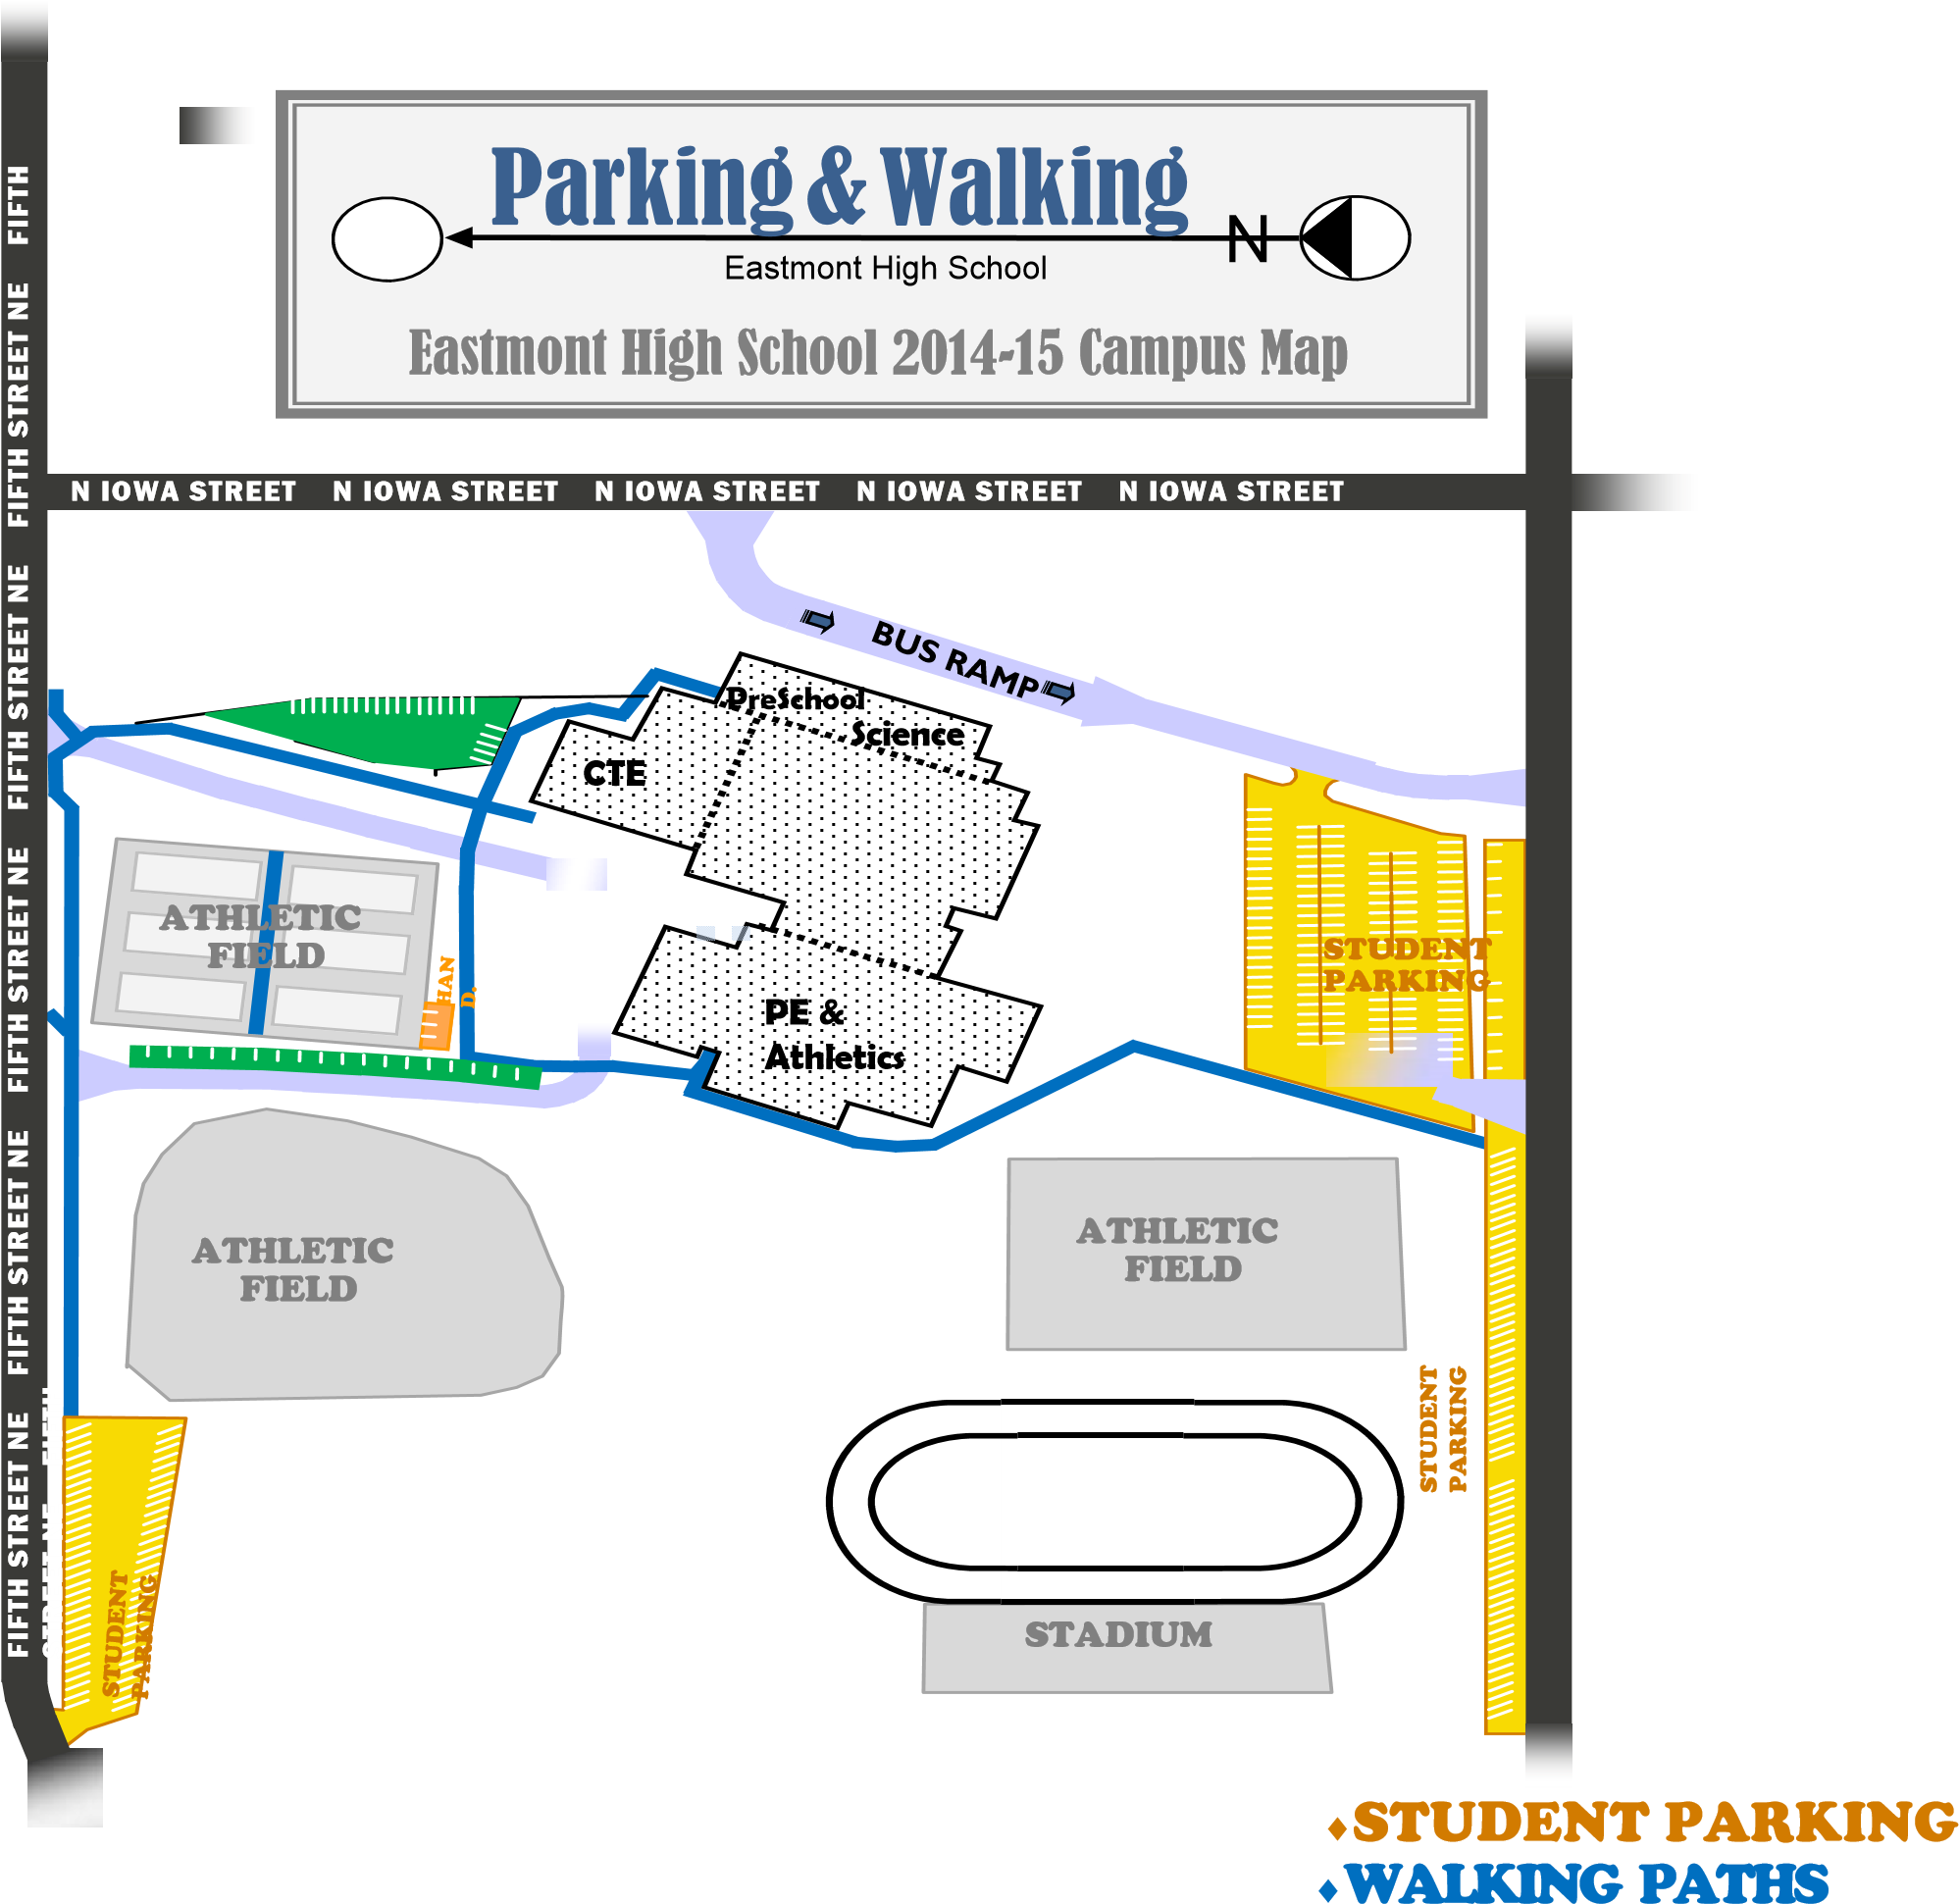 Parking & Walking
N
Eastmont High School
Eastmont High School 2014-15 Campus Map
N IOWA STREET N IOWA STREET N IOWA STREET N IOWA STREET N IOWA STREET
FIFTH STREET NE FIFTH STREET NE FIFTH STREET NE FIFTH STREET NE FIFTH STREET NE FIFTH
BUS RAMP
PreSchool
Science
CTE
ATHLETIC
FIELD
HAN
D.
STUDENT
PARKING
PE &
Athletics
ATHLETIC
FIELD
ATHLETIC
FIELD
STUDENT
PARKING
STUDENT
PARKING
STADIUM
♦STUDENT PARKING
♦WALKING PATHS